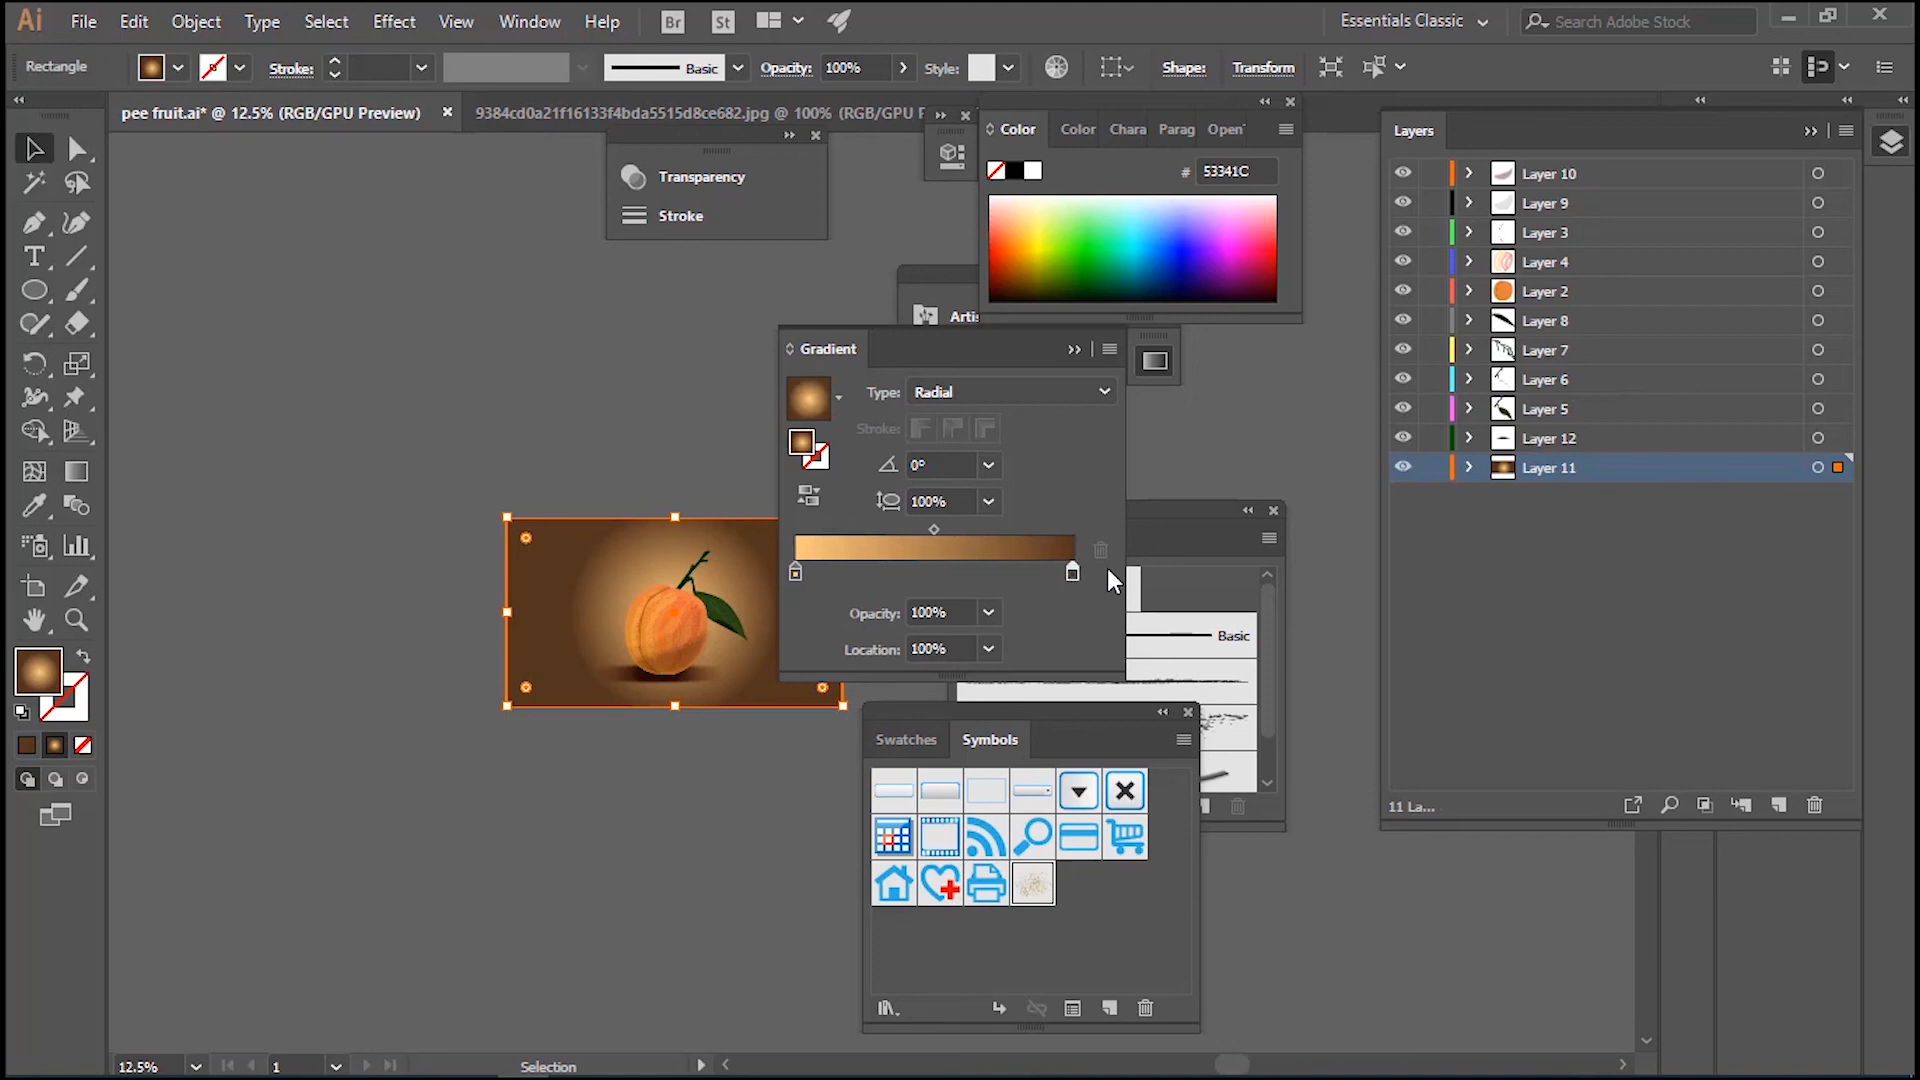 Ai File Edit Object Type Select Effect View Window Help Br St Essentials Classic Search Adobe Stock
Rectangle Stroke: Basic Opacity: 100% Style: Shape: Transform
pee fruit.ai* @ 12.5% (RGB/GPU Preview) 9384cd0a21f16133f4bda5515d8ce682.jpg @ 100% (RGB/GPU P
Transparency
Stroke
Color Color Chara Parag Open
# 53341C
Artis
Gradient
Type: Radial
Stroke:
0°
100%
Opacity: 100%
Location: 100%
Basic
Swatches Symbols
Layers
Layer 10
Layer 9
Layer 3
Layer 4
Layer 2
Layer 8
Layer 7
Layer 6
Layer 5
Layer 12
Layer 11
11 La...
12.5% 1 Selection